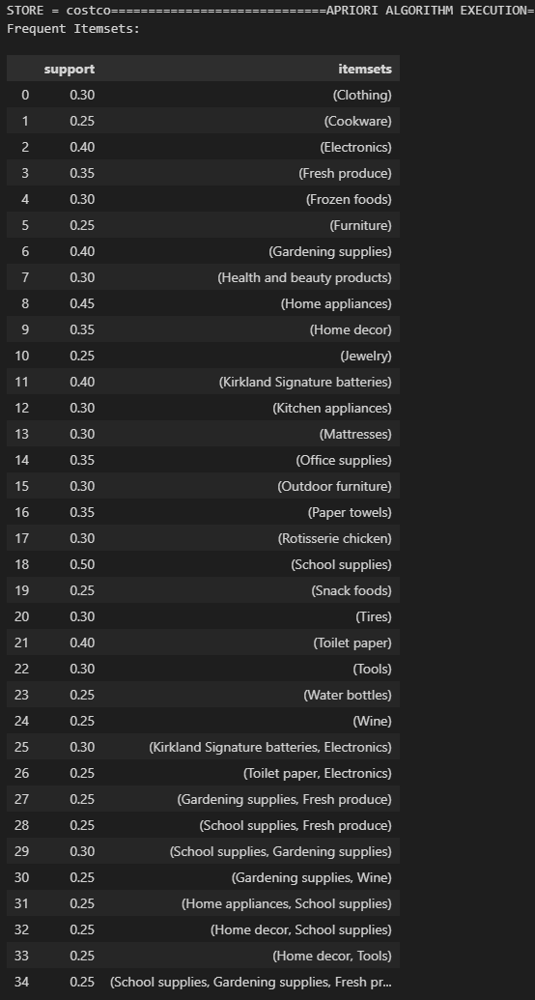 STORE = costco=============================APRIORI ALGORITHM EXECUTION=
Frequent Itemsets:
support itemsets
0 0.30 (Clothing)
1 0.25 (Cookware)
2 0.40 (Electronics)
3 0.35 (Fresh produce)
4 0.30 (Frozen foods)
5 0.25 (Furniture)
6 0.40 (Gardening supplies)
7 0.30 (Health and beauty products)
8 0.45 (Home appliances)
9 0.35 (Home decor)
10 0.25 (Jewelry)
11 0.40 (Kirkland Signature batteries)
12 0.30 (Kitchen appliances)
13 0.30 (Mattresses)
14 0.35 (Office supplies)
15 0.30 (Outdoor furniture)
16 0.35 (Paper towels)
17 0.30 (Rotisserie chicken)
18 0.50 (School supplies)
19 0.25 (Snack foods)
20 0.30 (Tires)
21 0.40 (Toilet paper)
22 0.30 (Tools)
23 0.25 (Water bottles)
24 0.25 (Wine)
25 0.30 (Kirkland Signature batteries, Electronics)
26 0.25 (Toilet paper, Electronics)
27 0.25 (Gardening supplies, Fresh produce)
28 0.25 (School supplies, Fresh produce)
29 0.30 (School supplies, Gardening supplies)
30 0.25 (Gardening supplies, Wine)
31 0.25 (Home appliances, School supplies)
32 0.25 (Home decor, School supplies)
33 0.25 (Home decor, Tools)
34 0.25 (School supplies, Gardening supplies, Fresh pr...